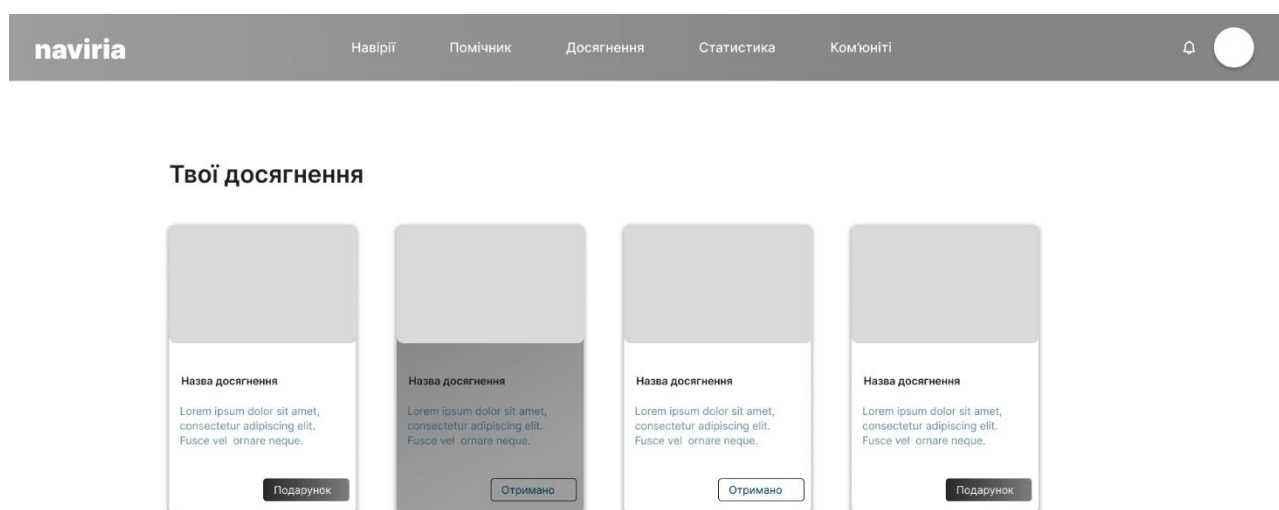 naviria
Навірії
Помічник
Досягнення
Статистика
Ком'юніті
Твої досягнення
Назва досягнення
Lorem ipsum dolor sit amet,
consectetur adipiscing elit.
Fusce vel ornare neque.
Подарунок
Назва досягнення
Lorem ipsum dolor sit amet,
consectetur adipiscing elit.
Fusce vel ornare neque.
Отримано
Назва досягнення
Lorem ipsum dolor sit amet,
consectetur adipiscing elit.
Fusce vel ornare neque.
Отримано
Назва досягнення
Lorem ipsum dolor sit amet,
consectetur adipiscing elit.
Fusce vel ornare neque.
Подарунок